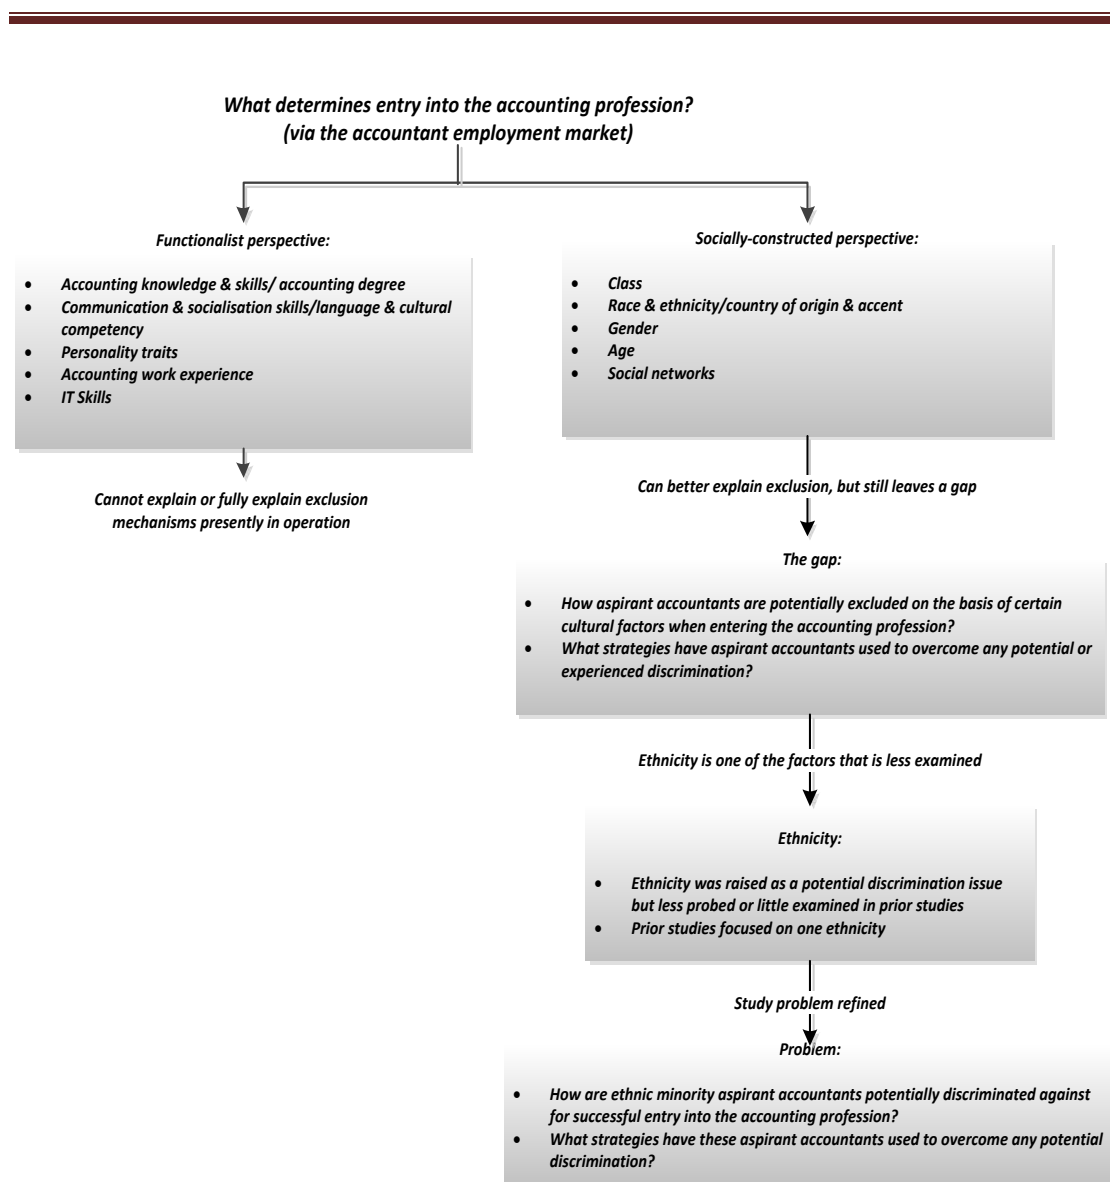 What determines entry into the accounting profession?
(via the accountant employment market)
Functionalist perspective:
• Accounting knowledge & skills/ accounting degree
• Communication & socialisation skills/language & cultural
competency
• Personality traits
• Accounting work experience
• IT Skills
Cannot explain or fully explain exclusion
mechanisms presently in operation
Socially-constructed perspective:
• Class
• Race & ethnicity/country of origin & accent
• Gender
• Age
• Social networks
Can better explain exclusion, but still leaves a gap
The gap:
• How aspirant accountants are potentially excluded on the basis of certain
cultural factors when entering the accounting profession?
• What strategies have aspirant accountants used to overcome any potential or
experienced discrimination?
Ethnicity is one of the factors that is less examined
Ethnicity:
• Ethnicity was raised as a potential discrimination issue
but less probed or little examined in prior studies
• Prior studies focused on one ethnicity
Study problem refined
Problem:
• How are ethnic minority aspirant accountants potentially discriminated against
for successful entry into the accounting profession?
• What strategies have these aspirant accountants used to overcome any potential
discrimination?